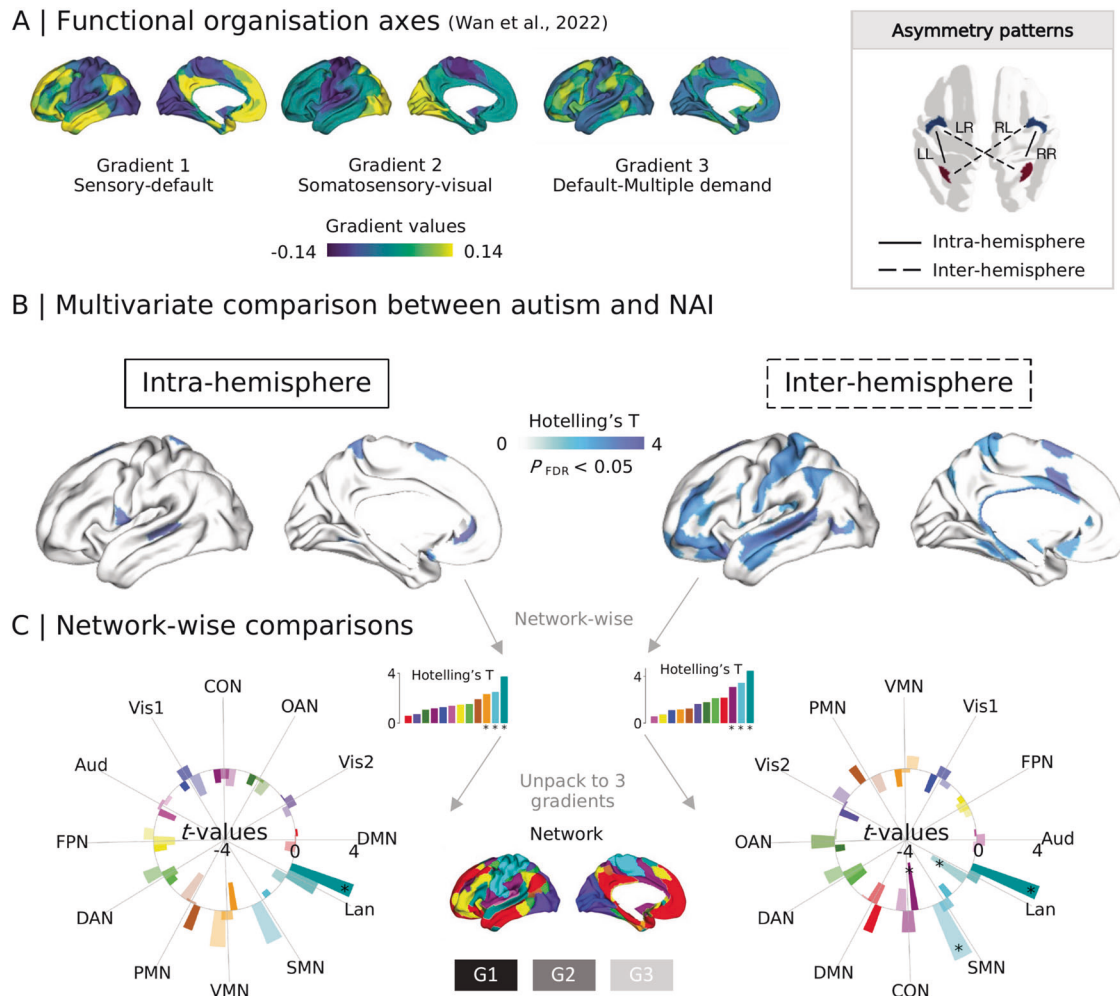 A | Functional organisation axes (Wan et al., 2022)
Gradient 1
Sensory-default
Gradient 2
Somatosensory-visual
Gradient 3
Default-Multiple demand
Gradient values
-0.14 0.14
Asymmetry patterns
LR RL
LL RR
Intra-hemisphere
Inter-hemisphere
B | Multivariate comparison between autism and NAI
Intra-hemisphere
Inter-hemisphere
Hotelling's T
0 4
P FDR < 0.05
C | Network-wise comparisons
Network-wise
CON
OAN
Vis2
DMN
Lan
SMN
VMN
PMN
DAN
FPN
Aud
Vis1
t-values
-4 0 4
*
Hotelling's T
4
0
* * *
Hotelling's T
4
0
* * *
Unpack to 3
gradients
Network
G1 G2 G3
VMN
Vis1
FPN
Aud
Lan
SMN
CON
DMN
DAN
OAN
Vis2
PMN
t-values
-4 0 4
* * *
*